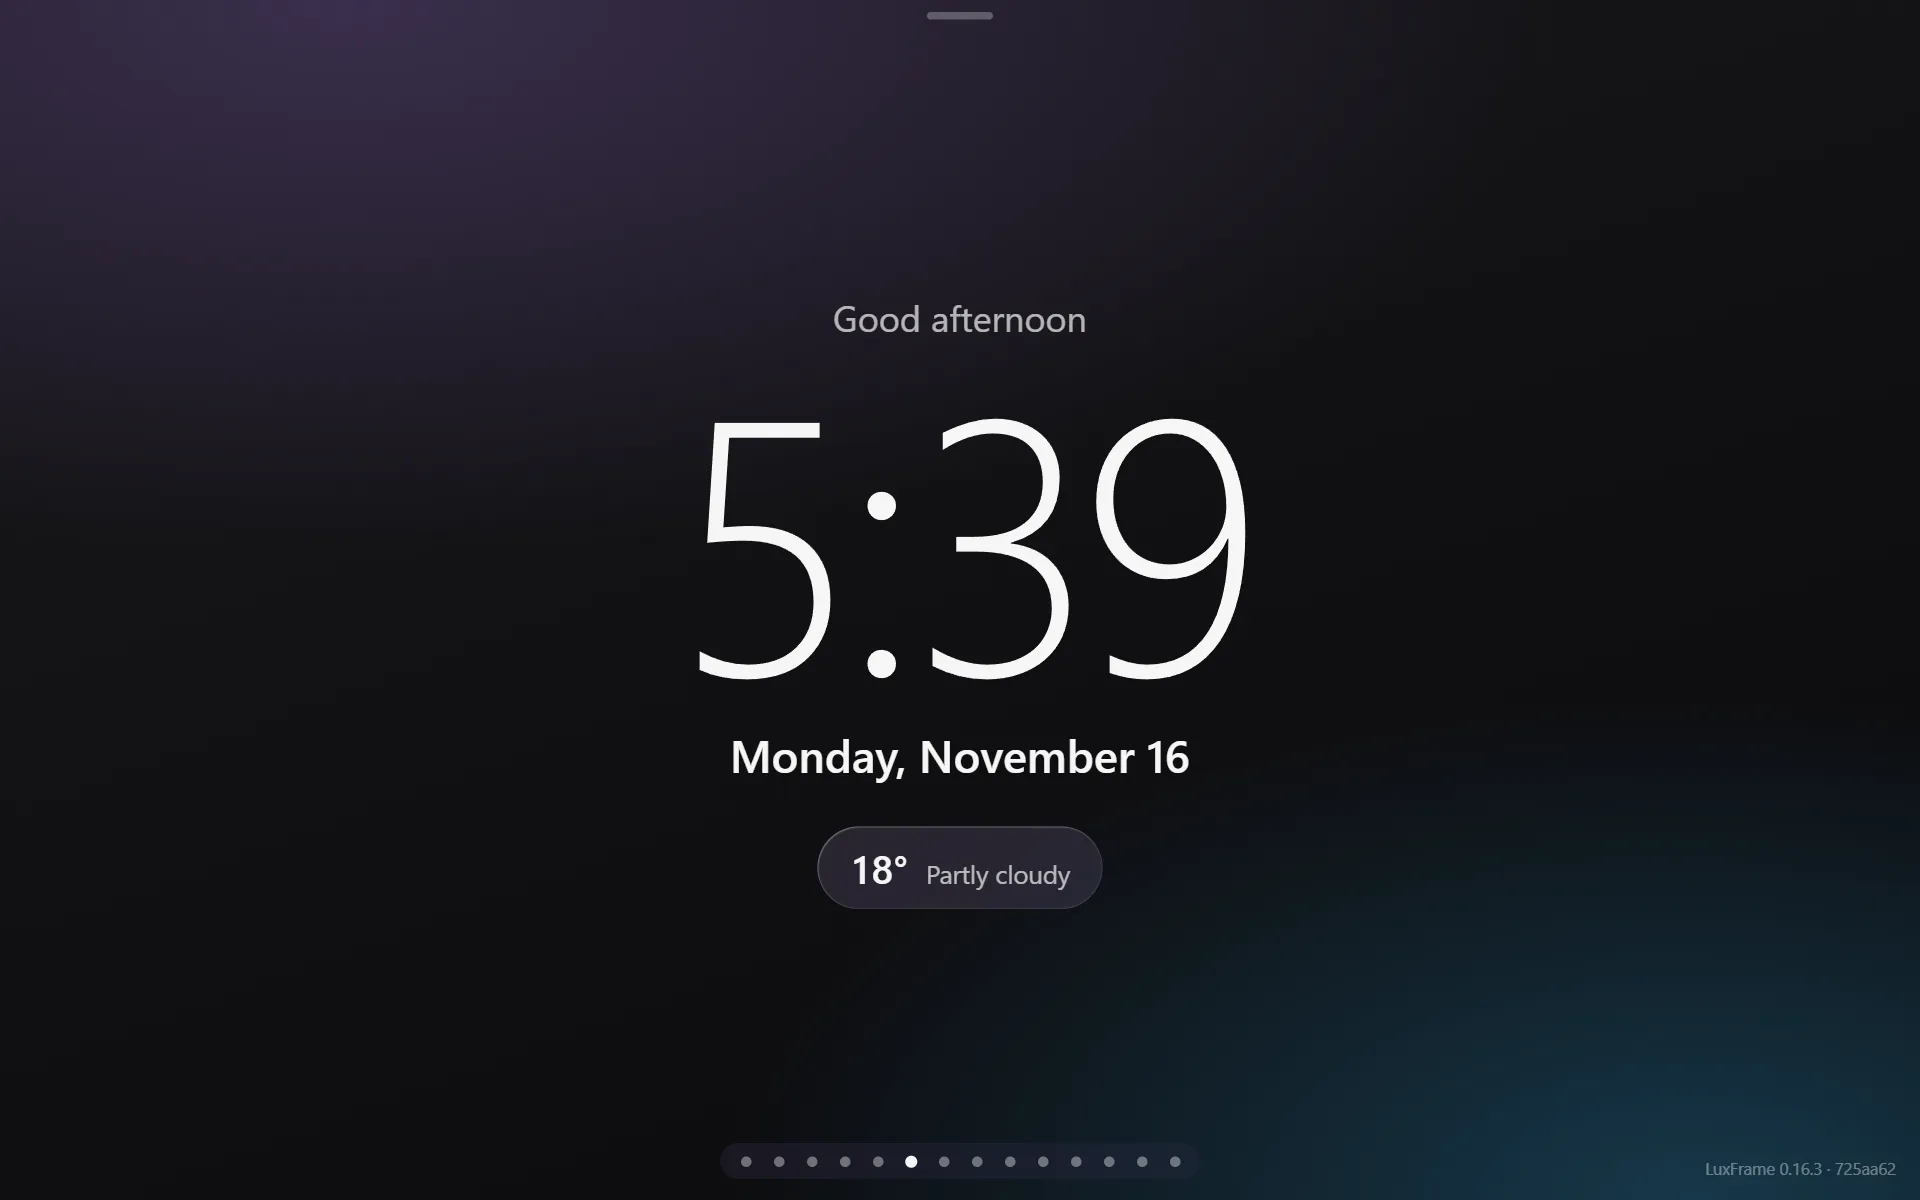 Good afternoon
5:39
Monday, November 16
18° Partly cloudy
LuxFrame 0.16.3 · 725aa62